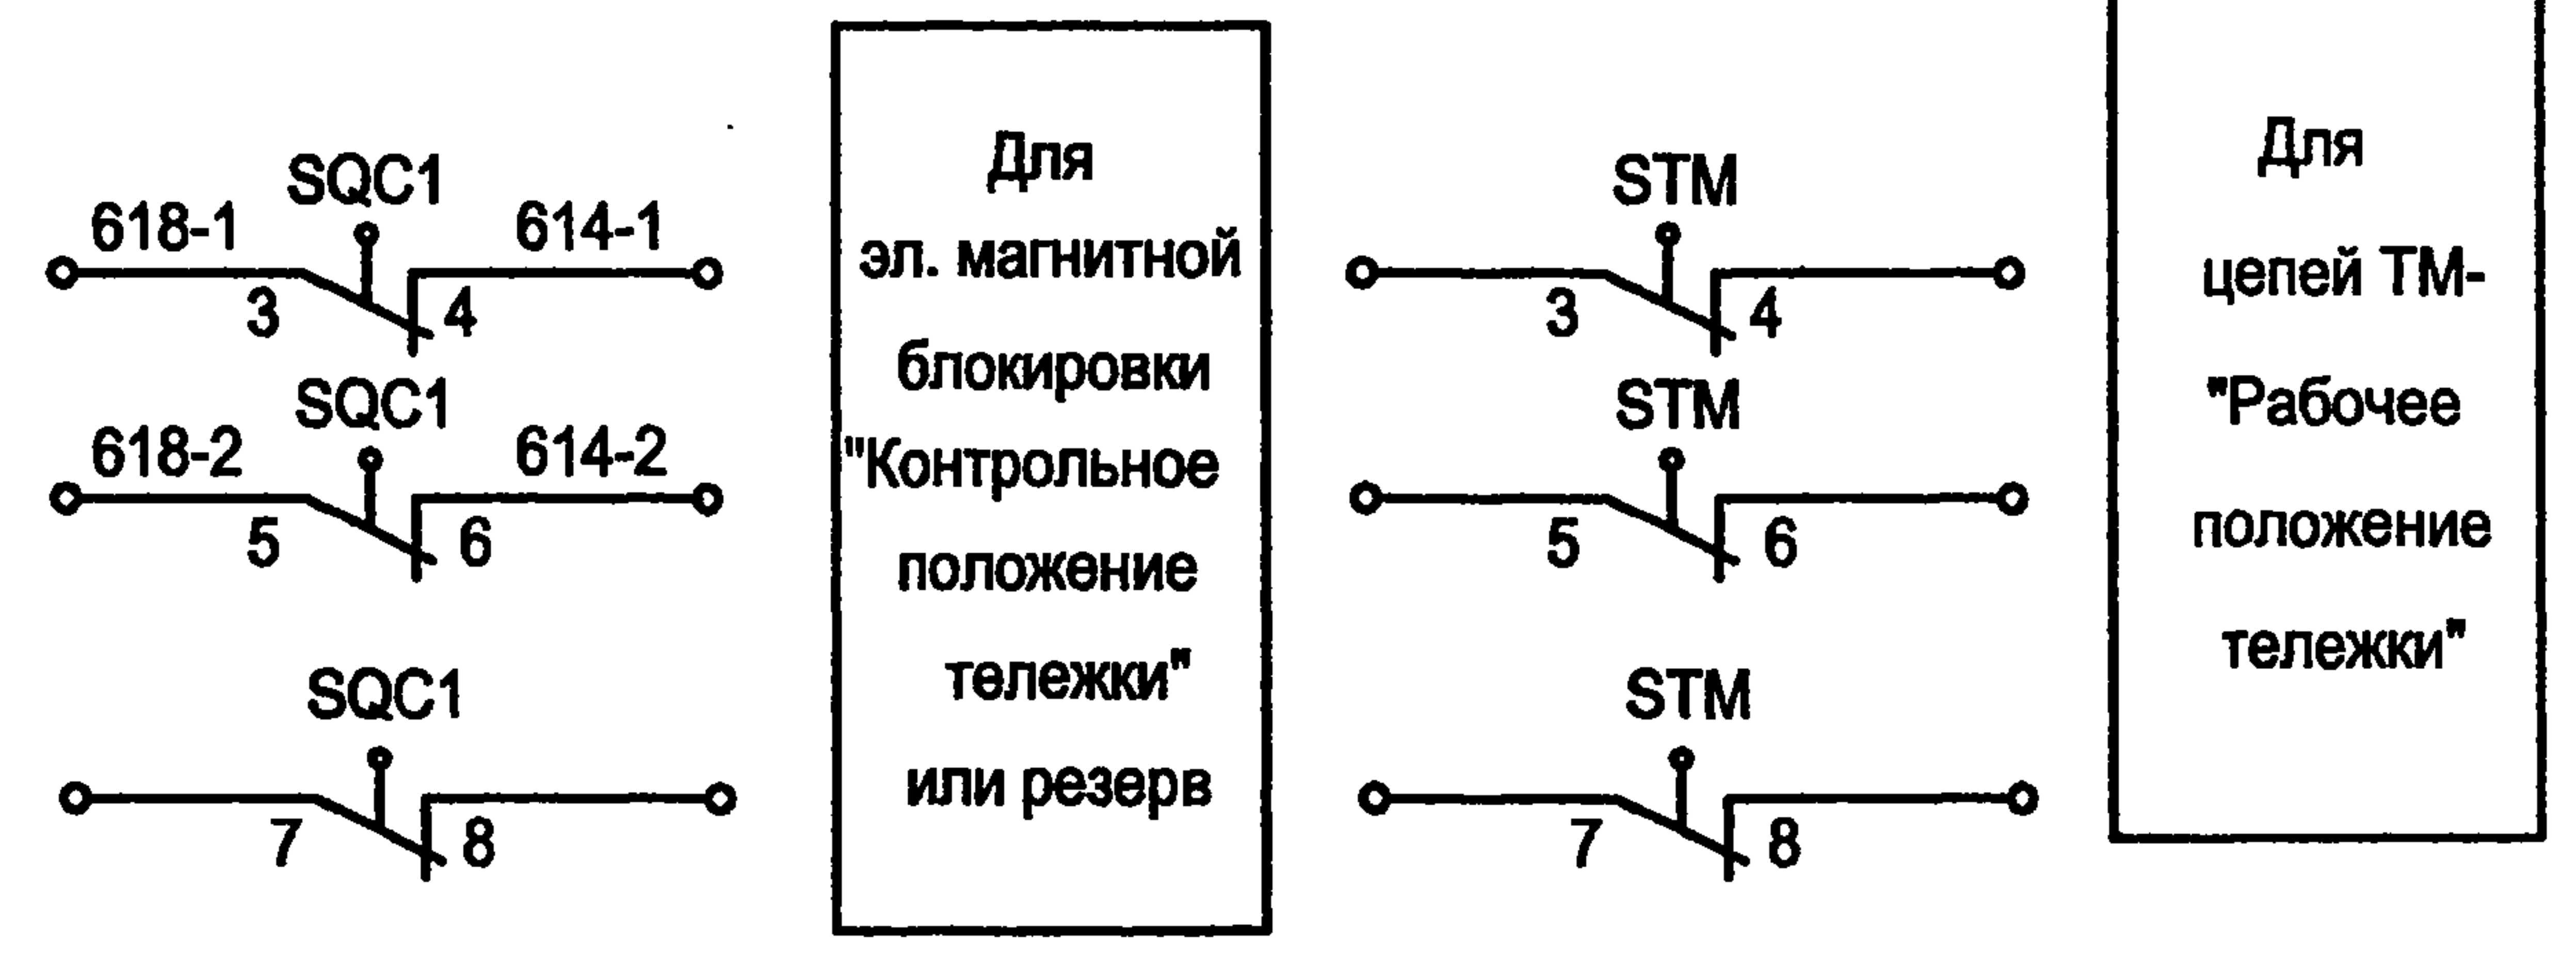 SQC1
618-1 614-1
3 4
SQC1
618-2 614-2
5 6
SQC1
7 8
Для
эл. магнитной
блокировки
"Контрольное
положение
тележки"
или резерв
STM
3 4
STM
5 6
STM
7 8
Для
цепей ТМ-
"Рабочее
положение
тележки"